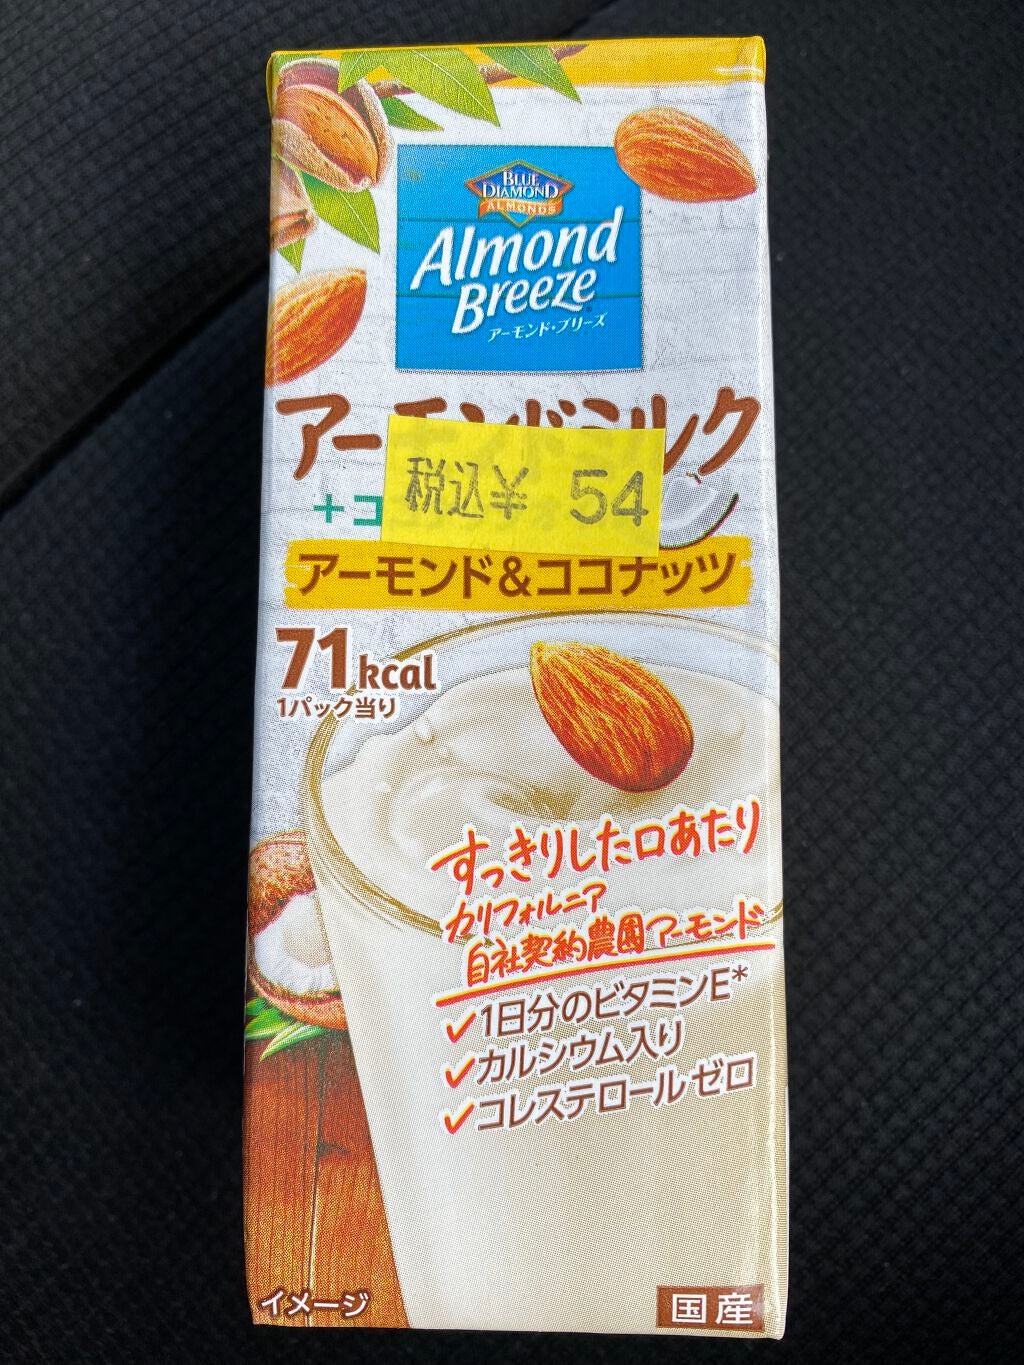 BLUE
DIAMOND
ALMONDS
Almond
Breeze
アーモンド・ブリーズ
アーモンドミルク
+コ
税込¥ 54
アーモンド&ココナッツ
71kcal
1パック当り
すっきりした口あたり
カリフォルニア
自社契約農園アーモンド
✓1日分のビタミンE*
✓カルシウム入り
✓コレステロール ゼロ
イメージ
国産